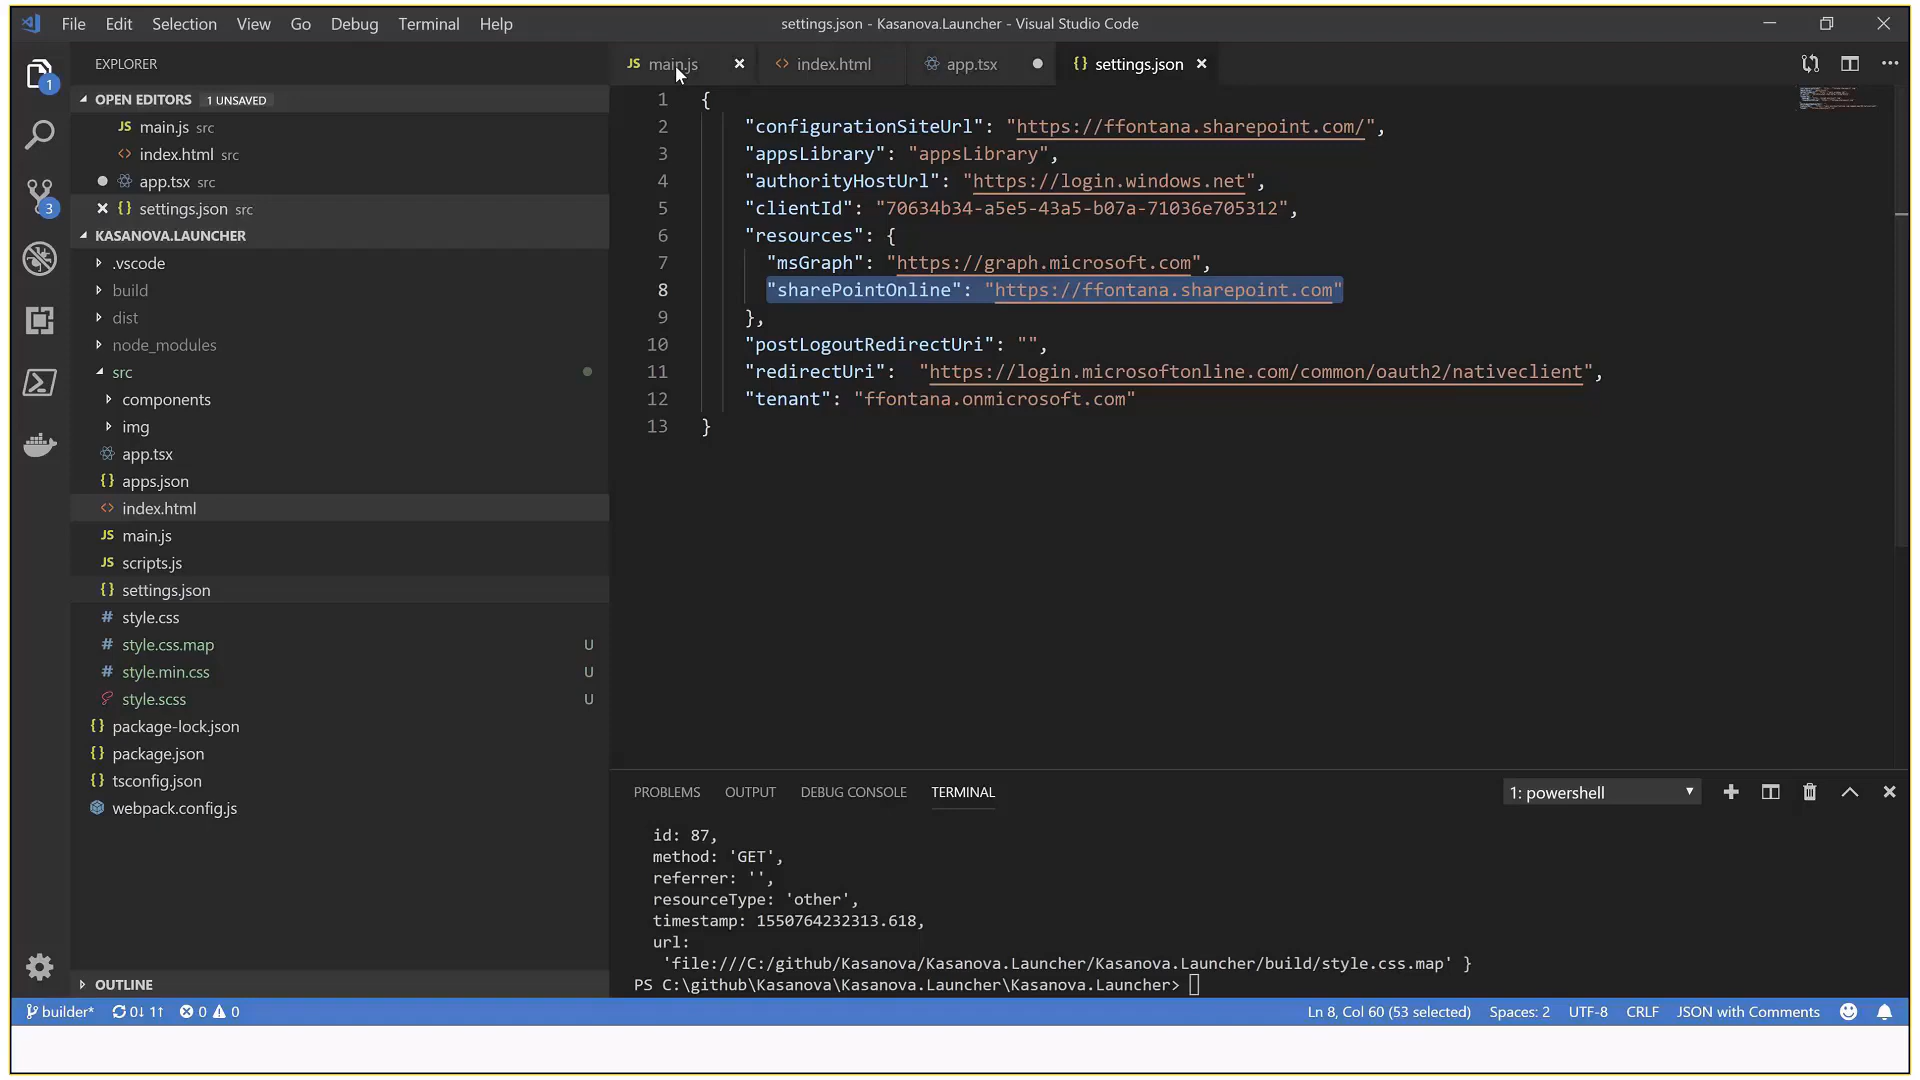 File Edit Selection View Go Debug Terminal Help
settings.json - Kasanova.Launcher - Visual Studio Code
EXPLORER
OPEN EDITORS 1 UNSAVED
JS main.js src
<> index.html src
app.tsx src
{} settings.json src
KASANOVA.LAUNCHER
.vscode
build
dist
node_modules
src
components
img
app.tsx
{} apps.json
<> index.html
JS main.js
JS scripts.js
{} settings.json
# style.css
# style.css.map U
# style.min.css U
style.scss U
{} package-lock.json
{} package.json
{} tsconfig.json
webpack.config.js
OUTLINE
1
3
JS main.js <> index.html app.tsx {} settings.json
1 {
2 "configurationSiteUrl": "https://ffontana.sharepoint.com/",
3 "appsLibrary": "appsLibrary",
4 "authorityHostUrl": "https://login.windows.net",
5 "clientId": "70634b34-a5e5-43a5-b07a-71036e705312",
6 "resources": {
7 "msGraph": "https://graph.microsoft.com",
8 "sharePointOnline": "https://ffontana.sharepoint.com"
9 },
10 "postLogoutRedirectUri": "",
11 "redirectUri": "https://login.microsoftonline.com/common/oauth2/nativeclient",
12 "tenant": "ffontana.onmicrosoft.com"
13 }
PROBLEMS OUTPUT DEBUG CONSOLE TERMINAL 1: powershell
id: 87,
method: 'GET',
referrer: '',
resourceType: 'other',
timestamp: 1550764232313.618,
url:
'file:///C:/github/Kasanova/Kasanova.Launcher/Kasanova.Launcher/build/style.css.map' }
PS C:\github\Kasanova\Kasanova.Launcher\Kasanova.Launcher>
builder* 0↓ 1↑ 0 0 Ln 8, Col 60 (53 selected) Spaces: 2 UTF-8 CRLF JSON with Comments